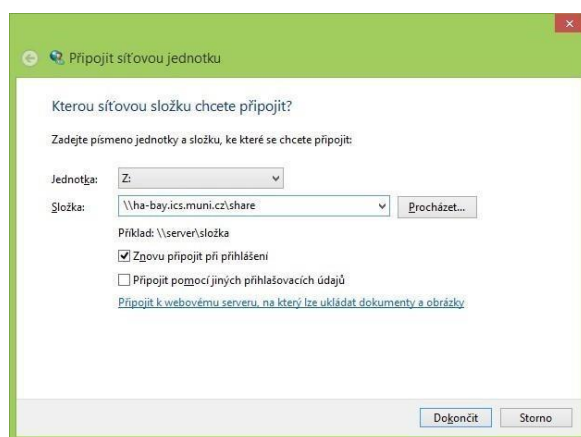 Připojit síťovou jednotku
Kterou síťovou složku chcete připojit?
Zadejte písmeno jednotky a složku, ke které se chcete připojit:
Jednotka: Z:
Složka: \\ha-bay.ics.muni.cz\share Procházet...
Příklad: \\server\složka
Znovu připojit při přihlášení
Připojit pomocí jiných přihlašovacích údajů
Připojit k webovému serveru, na který lze ukládat dokumenty a obrázky
Dokončit Storno